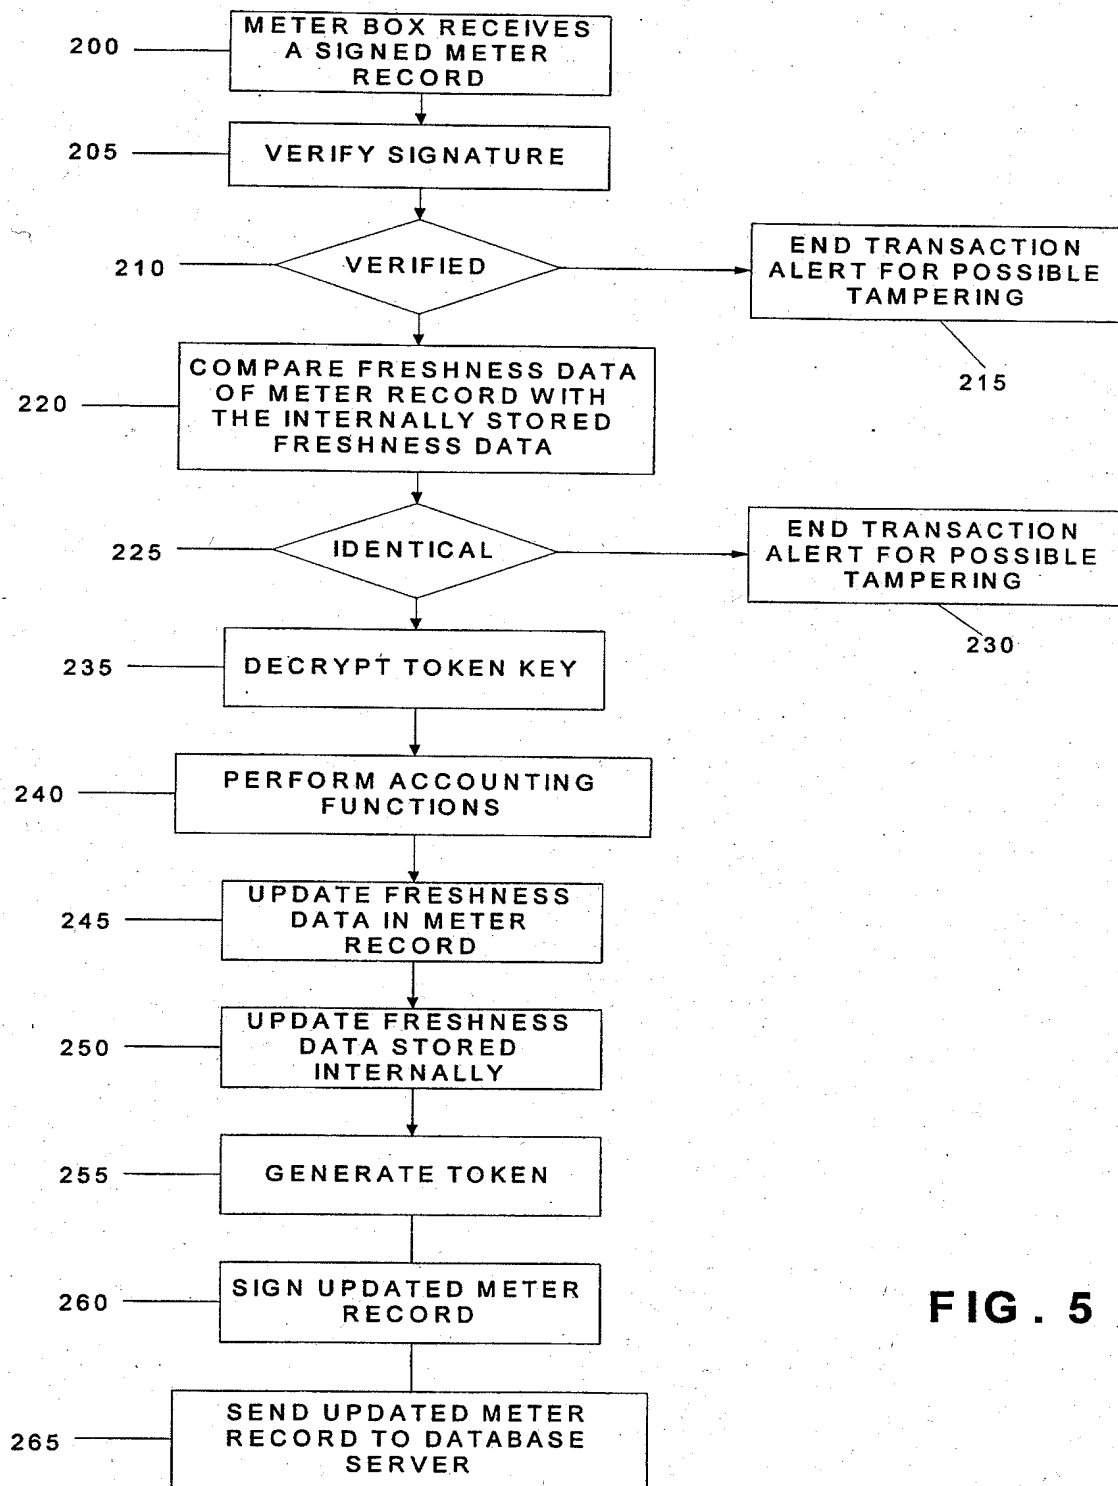 METER BOX RECEIVES
A SIGNED METER
RECORD
200
VERIFY SIGNATURE
205
VERIFIED
210
END TRANSACTION
ALERT FOR POSSIBLE
TAMPERING
215
COMPARE FRESHNESS DATA
OF METER RECORD WITH
THE INTERNALLY STORED
FRESHNESS DATA
220
IDENTICAL
225
END TRANSACTION
ALERT FOR POSSIBLE
TAMPERING
230
DECRYPT TOKEN KEY
235
PERFORM ACCOUNTING
FUNCTIONS
240
UPDATE FRESHNESS
DATA IN METER
RECORD
245
UPDATE FRESHNESS
DATA STORED
INTERNALLY
250
GENERATE TOKEN
255
SIGN UPDATED METER
RECORD
260
FIG. 5
SEND UPDATED METER
RECORD TO DATABASE
SERVER
265